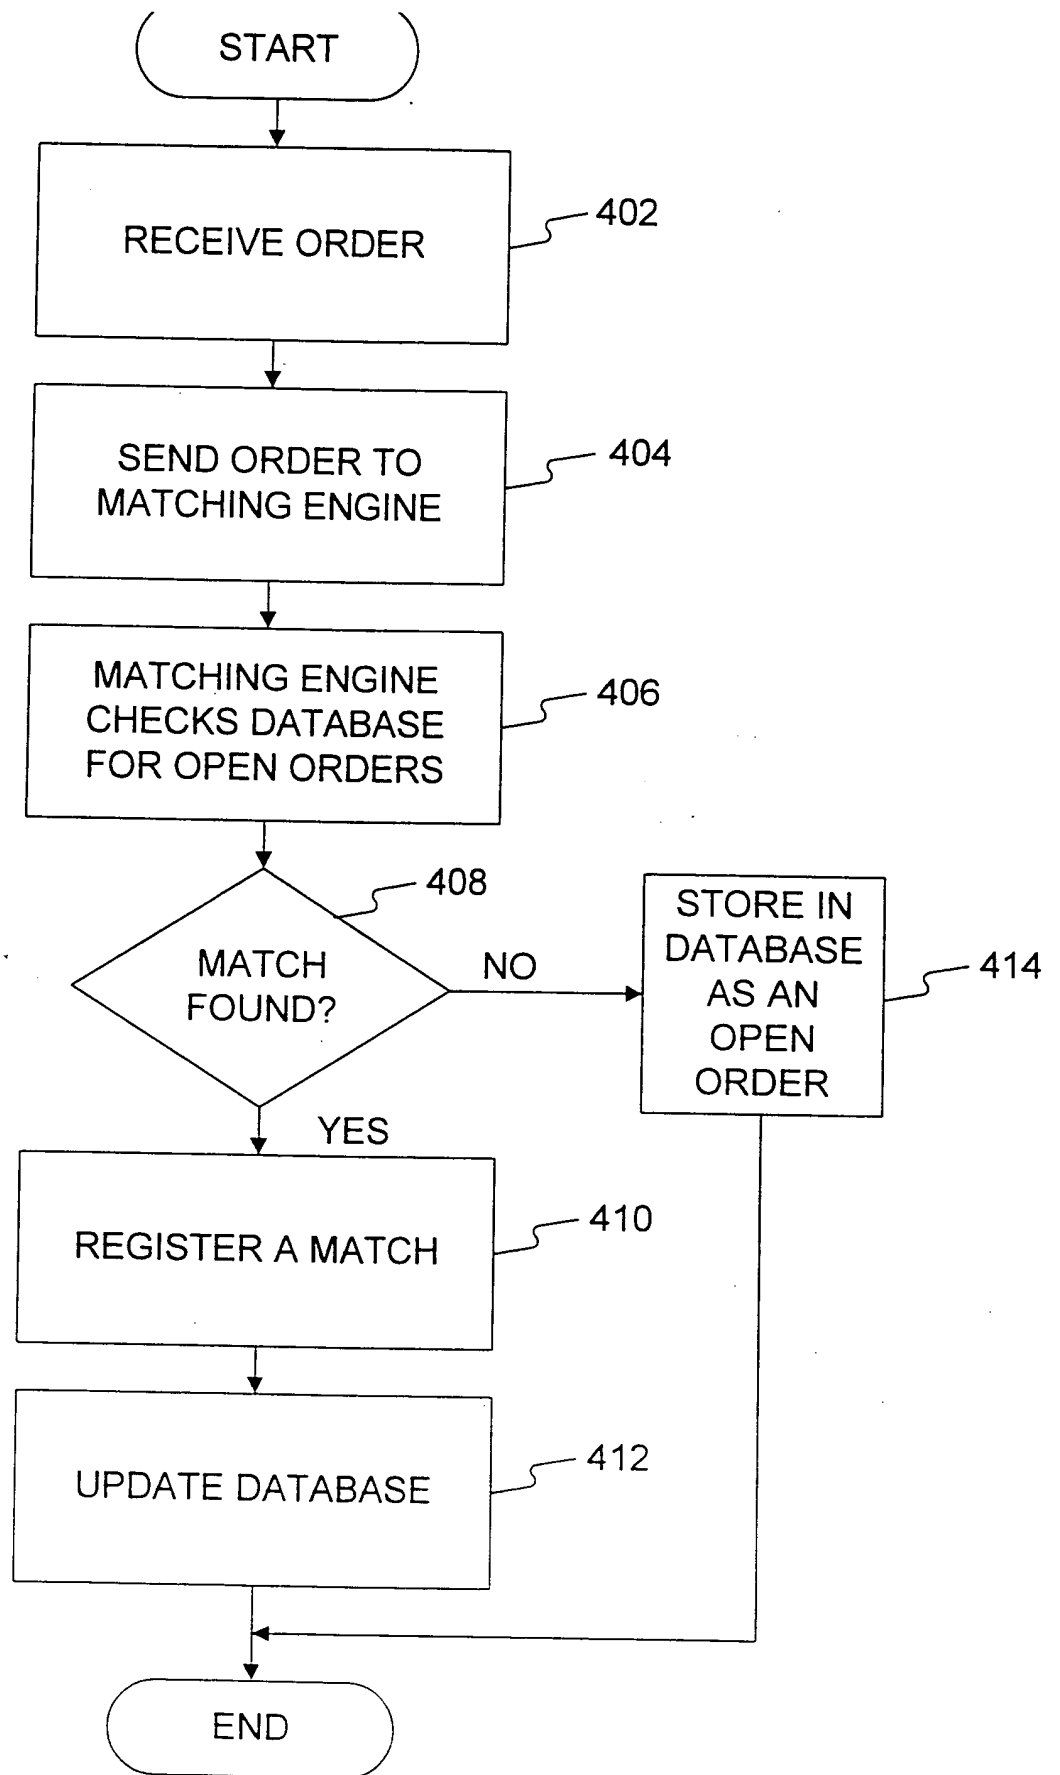 START
RECEIVE ORDER
402
SEND ORDER TO
MATCHING ENGINE
404
MATCHING ENGINE
CHECKS DATABASE
FOR OPEN ORDERS
406
408
MATCH
FOUND?
NO
STORE IN
DATABASE
AS AN
OPEN
ORDER
414
YES
REGISTER A MATCH
410
UPDATE DATABASE
412
END